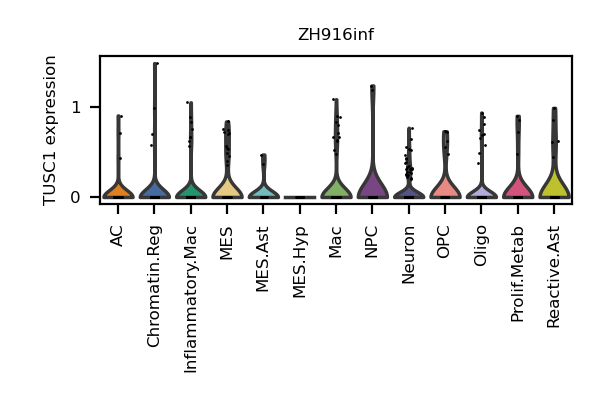 ZH916inf
TUSC1 expression
1
0
AC
Chromatin.Reg
Inflammatory.Mac
MES
MES.Ast
MES.Hyp
Mac
NPC
Neuron
OPC
Oligo
Prolif.Metab
Reactive.Ast